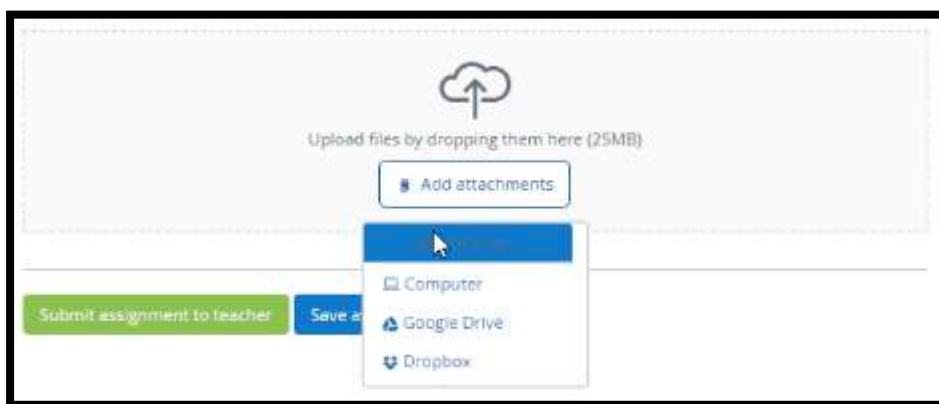 Upload files by dropping them here (25MB)
Add attachments
Computer
Submit assignment to teacher Save a
Google Drive
Dropbox